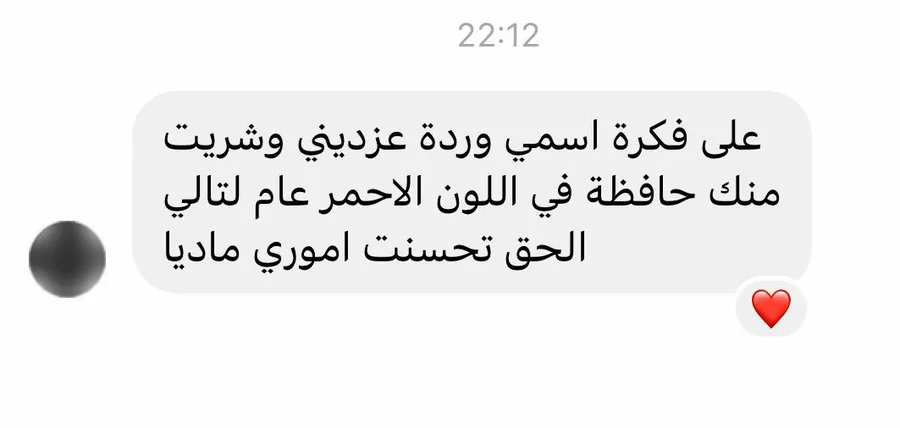 22:12
على فكرة اسمي وردة عزديني وشريت
منك حافظة في اللون الاحمر عام لتالي
الحق تحسنت اموري ماديا